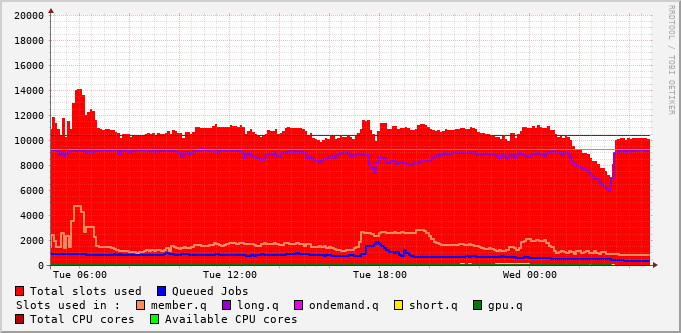 RRDTOOL / TOBI OETIKER
20000
18000
16000
14000
12000
10000
8000
6000
4000
2000
0
Tue 06:00 Tue 12:00 Tue 18:00 Wed 00:00
Total slots used Queued Jobs
Slots used in : member.q long.q ondemand.q short.q gpu.q
Total CPU cores Available CPU cores